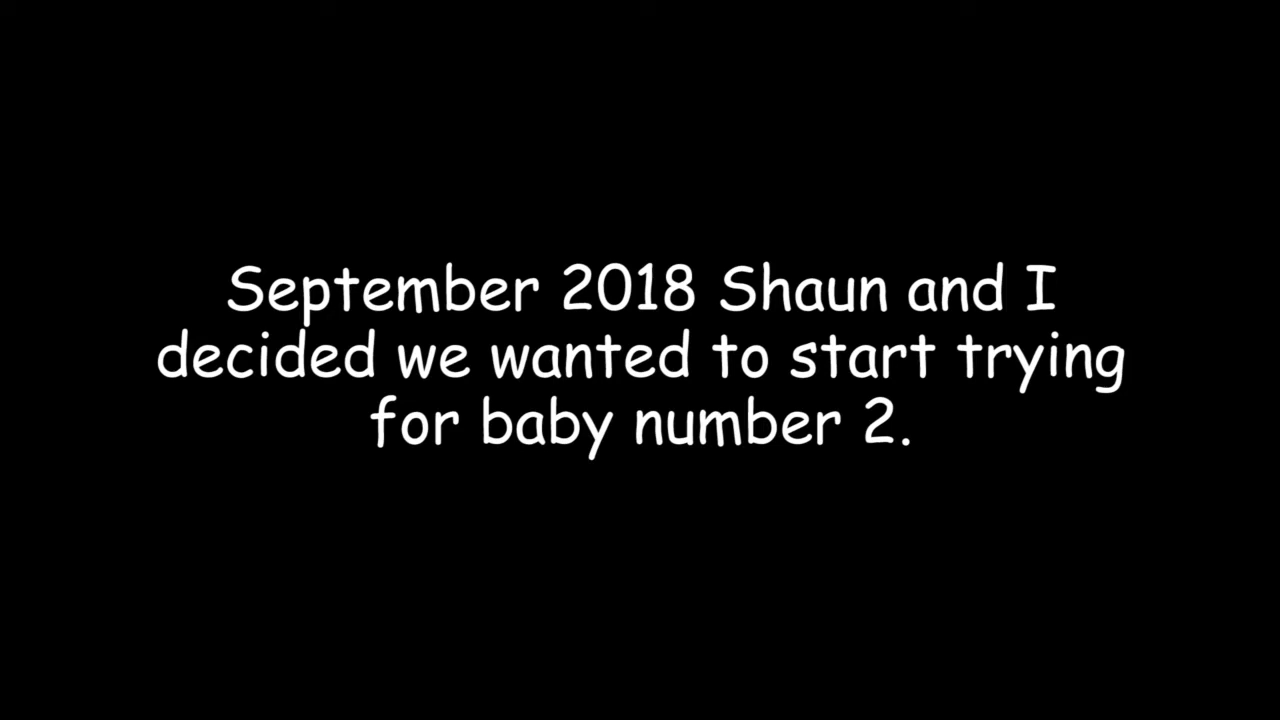 September 2018 Shaun and I
decided we wanted to start trying
for baby number 2.